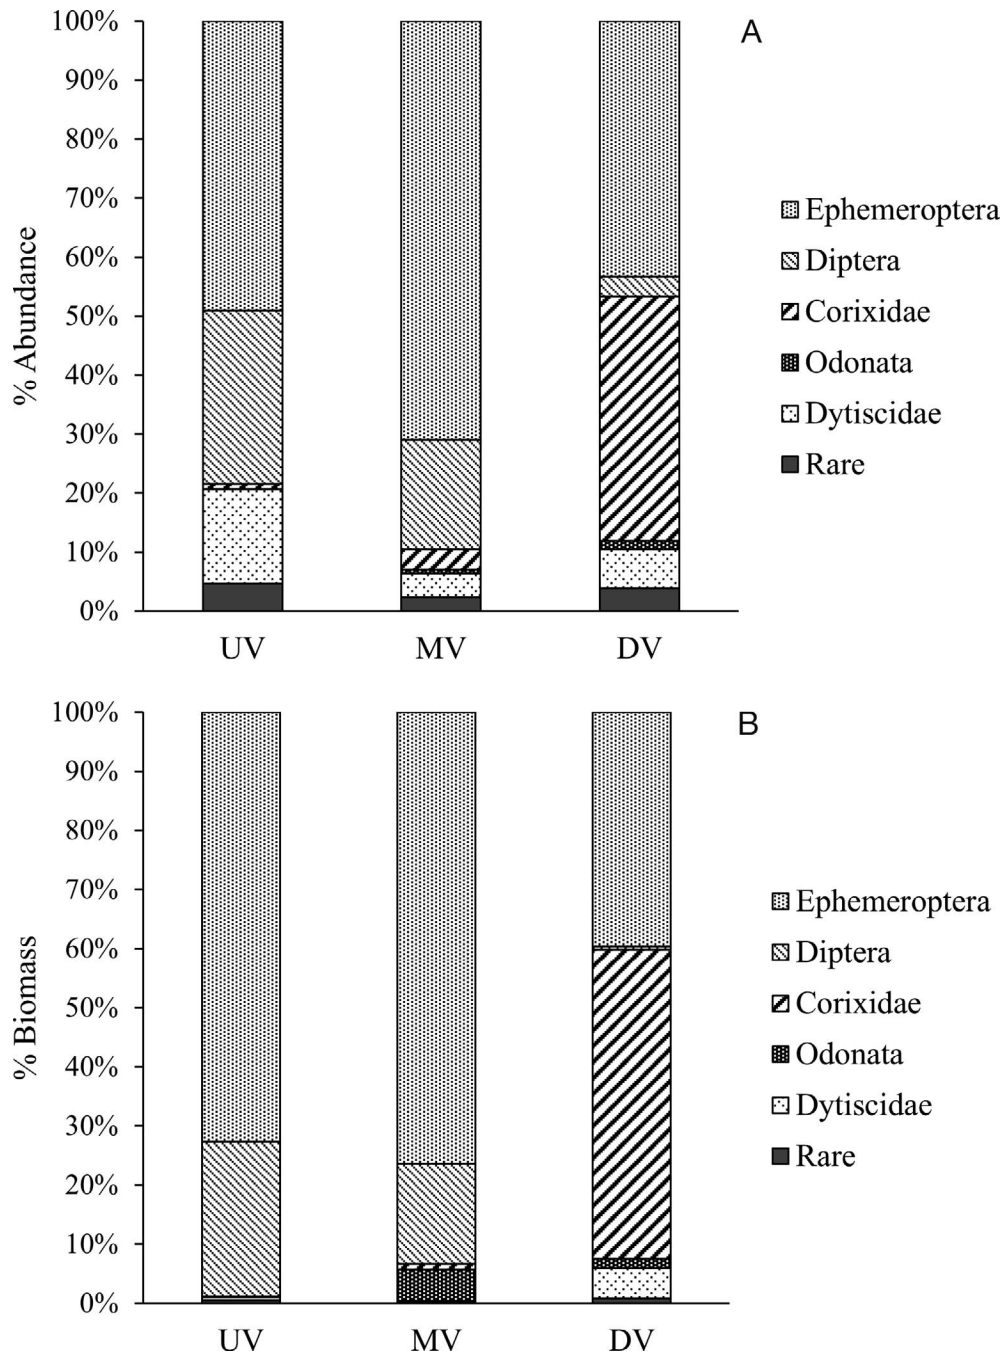 A
100%
90%
80%
70%
60%
50%
40%
30%
20%
10%
0%
% Abundance
UV MV DV
Ephemeroptera
Diptera
Corixidae
Odonata
Dytiscidae
Rare
B
100%
90%
80%
70%
60%
50%
40%
30%
20%
10%
0%
% Biomass
UV MV DV
Ephemeroptera
Diptera
Corixidae
Odonata
Dytiscidae
Rare